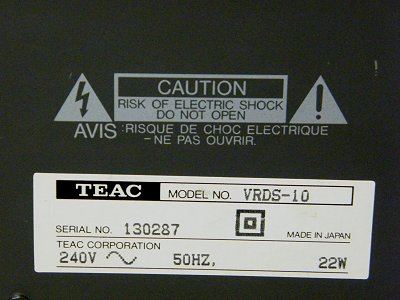 CAUTION
RISK OF ELECTRIC SHOCK
DO NOT OPEN
AVIS :RISQUE DE CHOC ELECTRIQUE
-NE PAS OUVRIR.
TEAC MODEL NO. VRDS-10
SERIAL NO. 130287 MADE IN JAPAN
TEAC CORPORATION
240V 50HZ, 22W